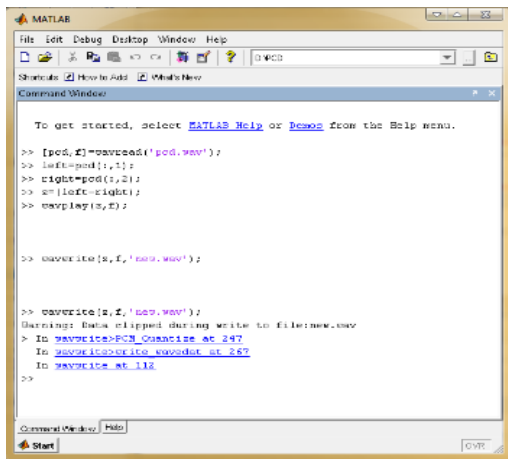 MATLAB
File Edit Debug Desktop Window Help
D:\PCD
Shortcuts How to Add What's New
Command Window
To get started, select MATLAB Help or Demos from the Help menu.
>> [pcd,f]=wavread('pcd.wav');
>> left=pcd(:,1);
>> right=pcd(:,2);
>> z=(left-right);
>> wavplay(z,f);
>> wavwrite(z,f,'new.wav');
>> wavwrite(z,f,'new.wav');
Warning: Data clipped during write to file:new.wav
> In wavwrite>PCM_Quantize at 247
In wavwrite>write_wavedat at 267
In wavwrite at 112
>>
Command Window Help
Start OVR